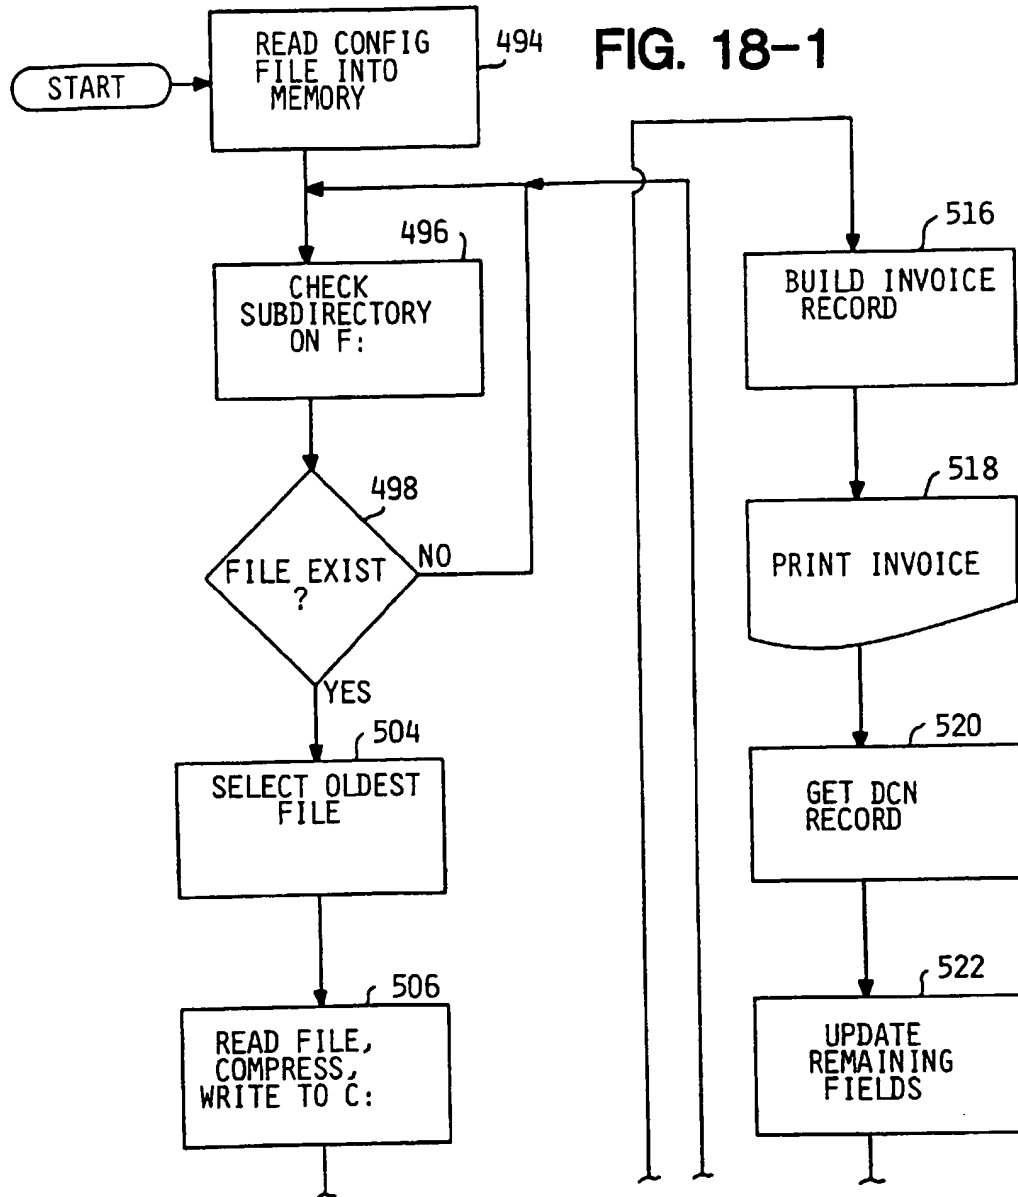 FIG. 18-1
START
READ CONFIG
FILE INTO
MEMORY
494
496
CHECK
SUBDIRECTORY
ON F:
498
FILE EXIST
?
NO
YES
504
SELECT OLDEST
FILE
506
READ FILE,
COMPRESS,
WRITE TO C:
516
BUILD INVOICE
RECORD
518
PRINT INVOICE
520
GET DCN
RECORD
522
UPDATE
REMAINING
FIELDS